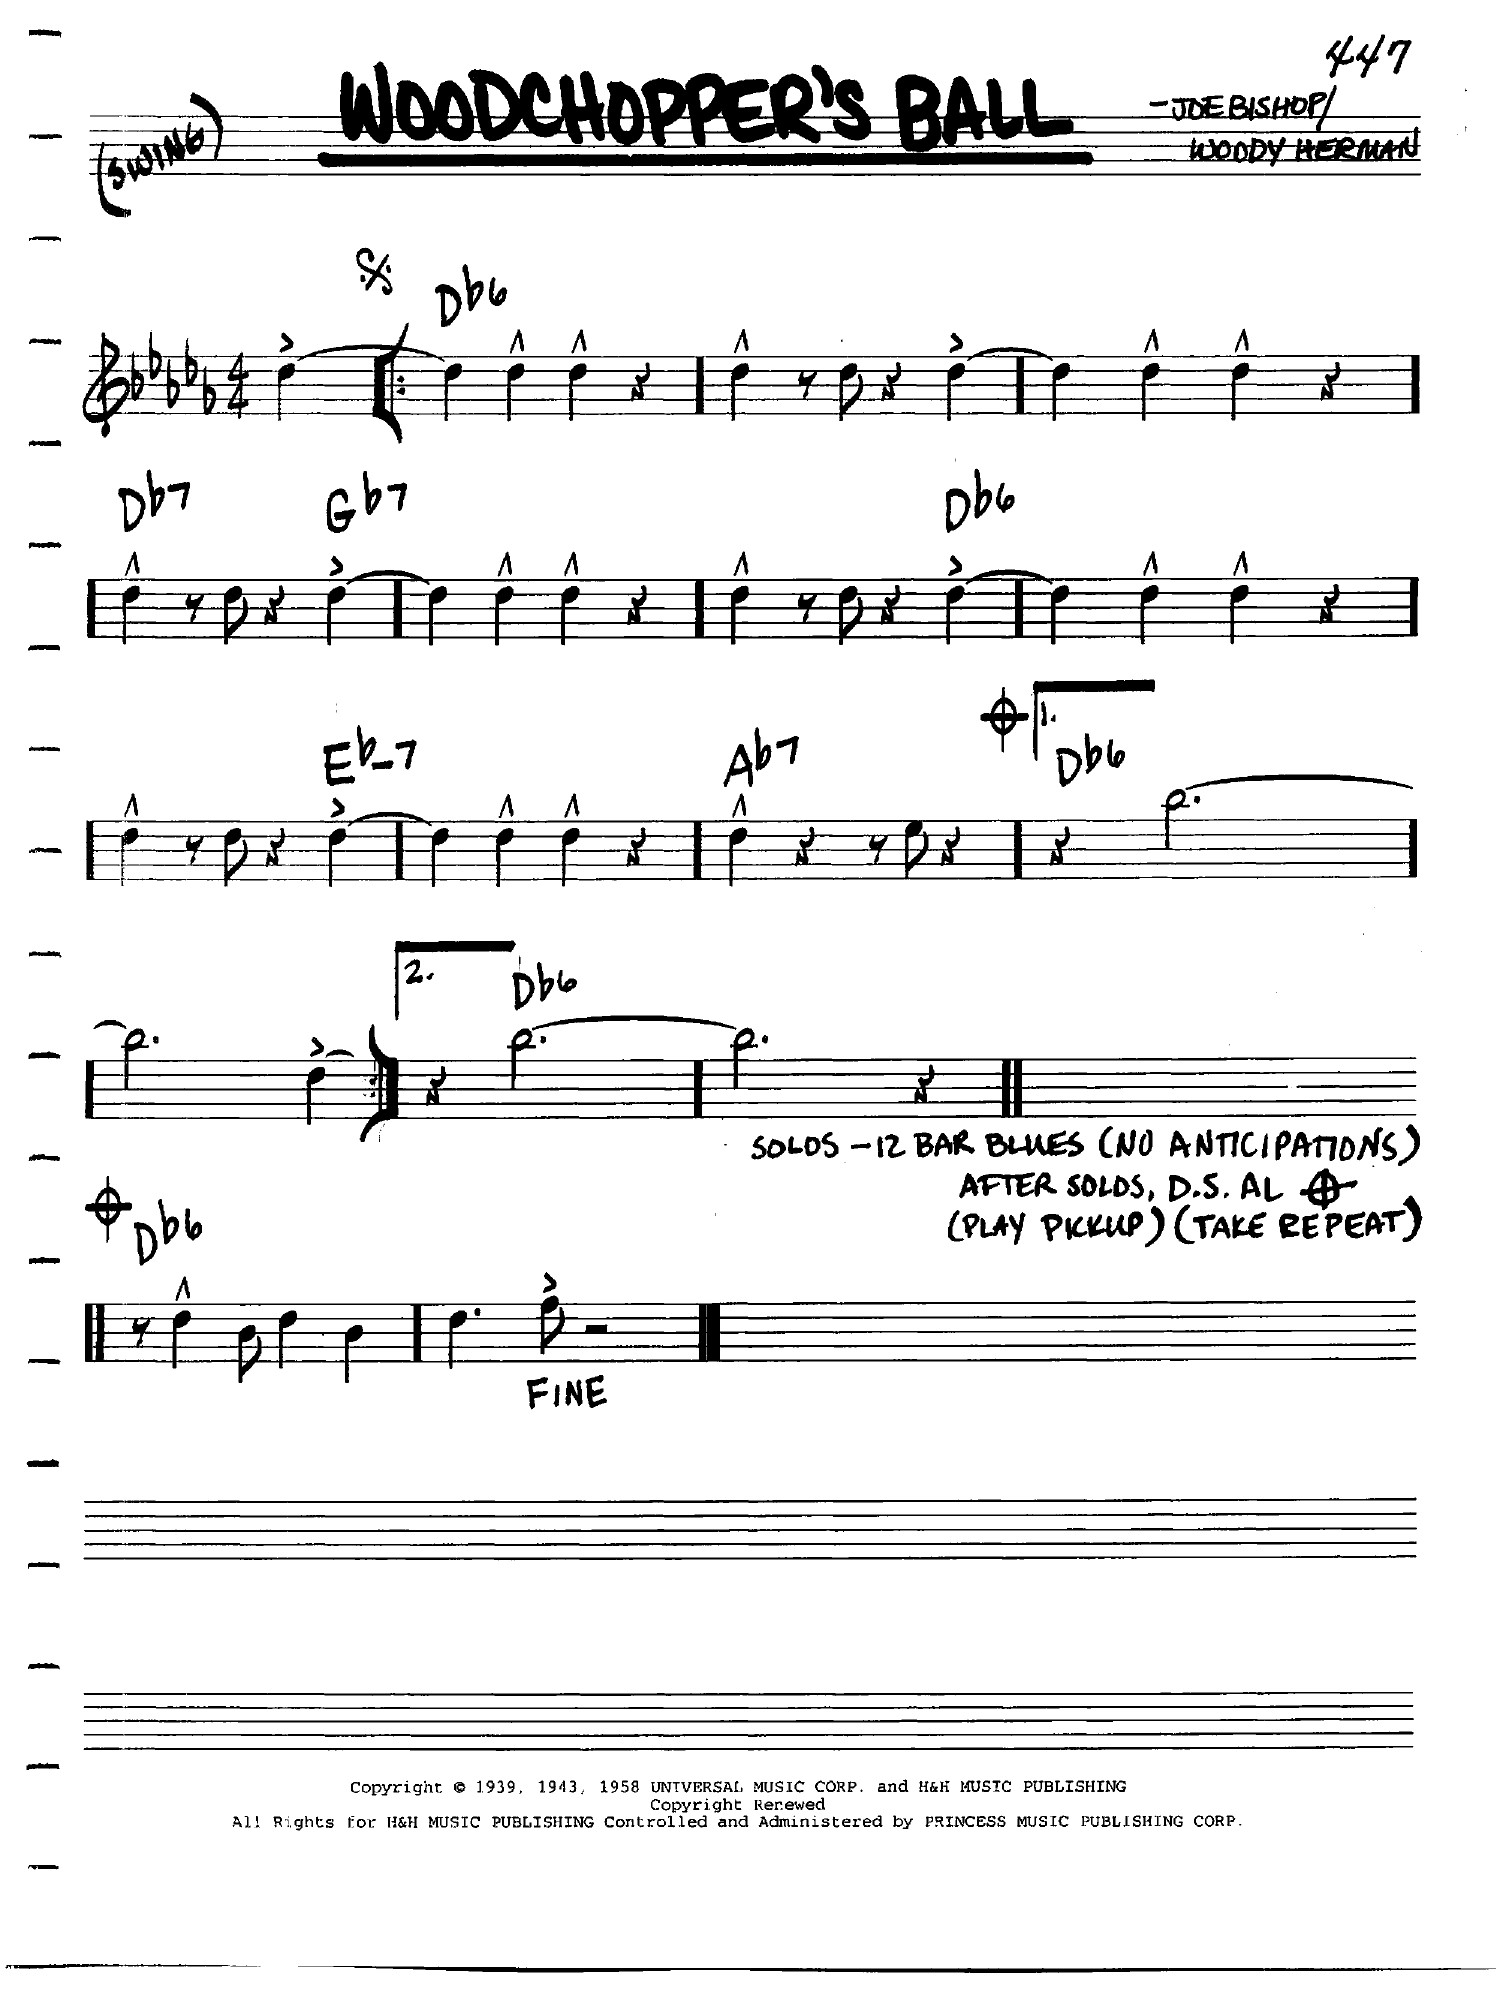 447
WOODCHOPPER'S BALL
-JOE BISHOP/
WOODY HERMAN
(SWING)
Db6
4
4
Db7 Gb7 Db6
Eb-7 Ab7 1. Db6
2. Db6
SOLOS - 12 BAR BLUES (NO ANTICIPATIONS)
AFTER SOLOS, D.S. AL
(PLAY PICKUP) (TAKE REPEAT)
Db6
FINE
Copyright © 1939, 1943, 1958 UNIVERSAL MUSIC CORP. and H&H MUSIC PUBLISHING
Copyright Renewed
All Rights for H&H MUSIC PUBLISHING Controlled and Administered by PRINCESS MUSIC PUBLISHING CORP.